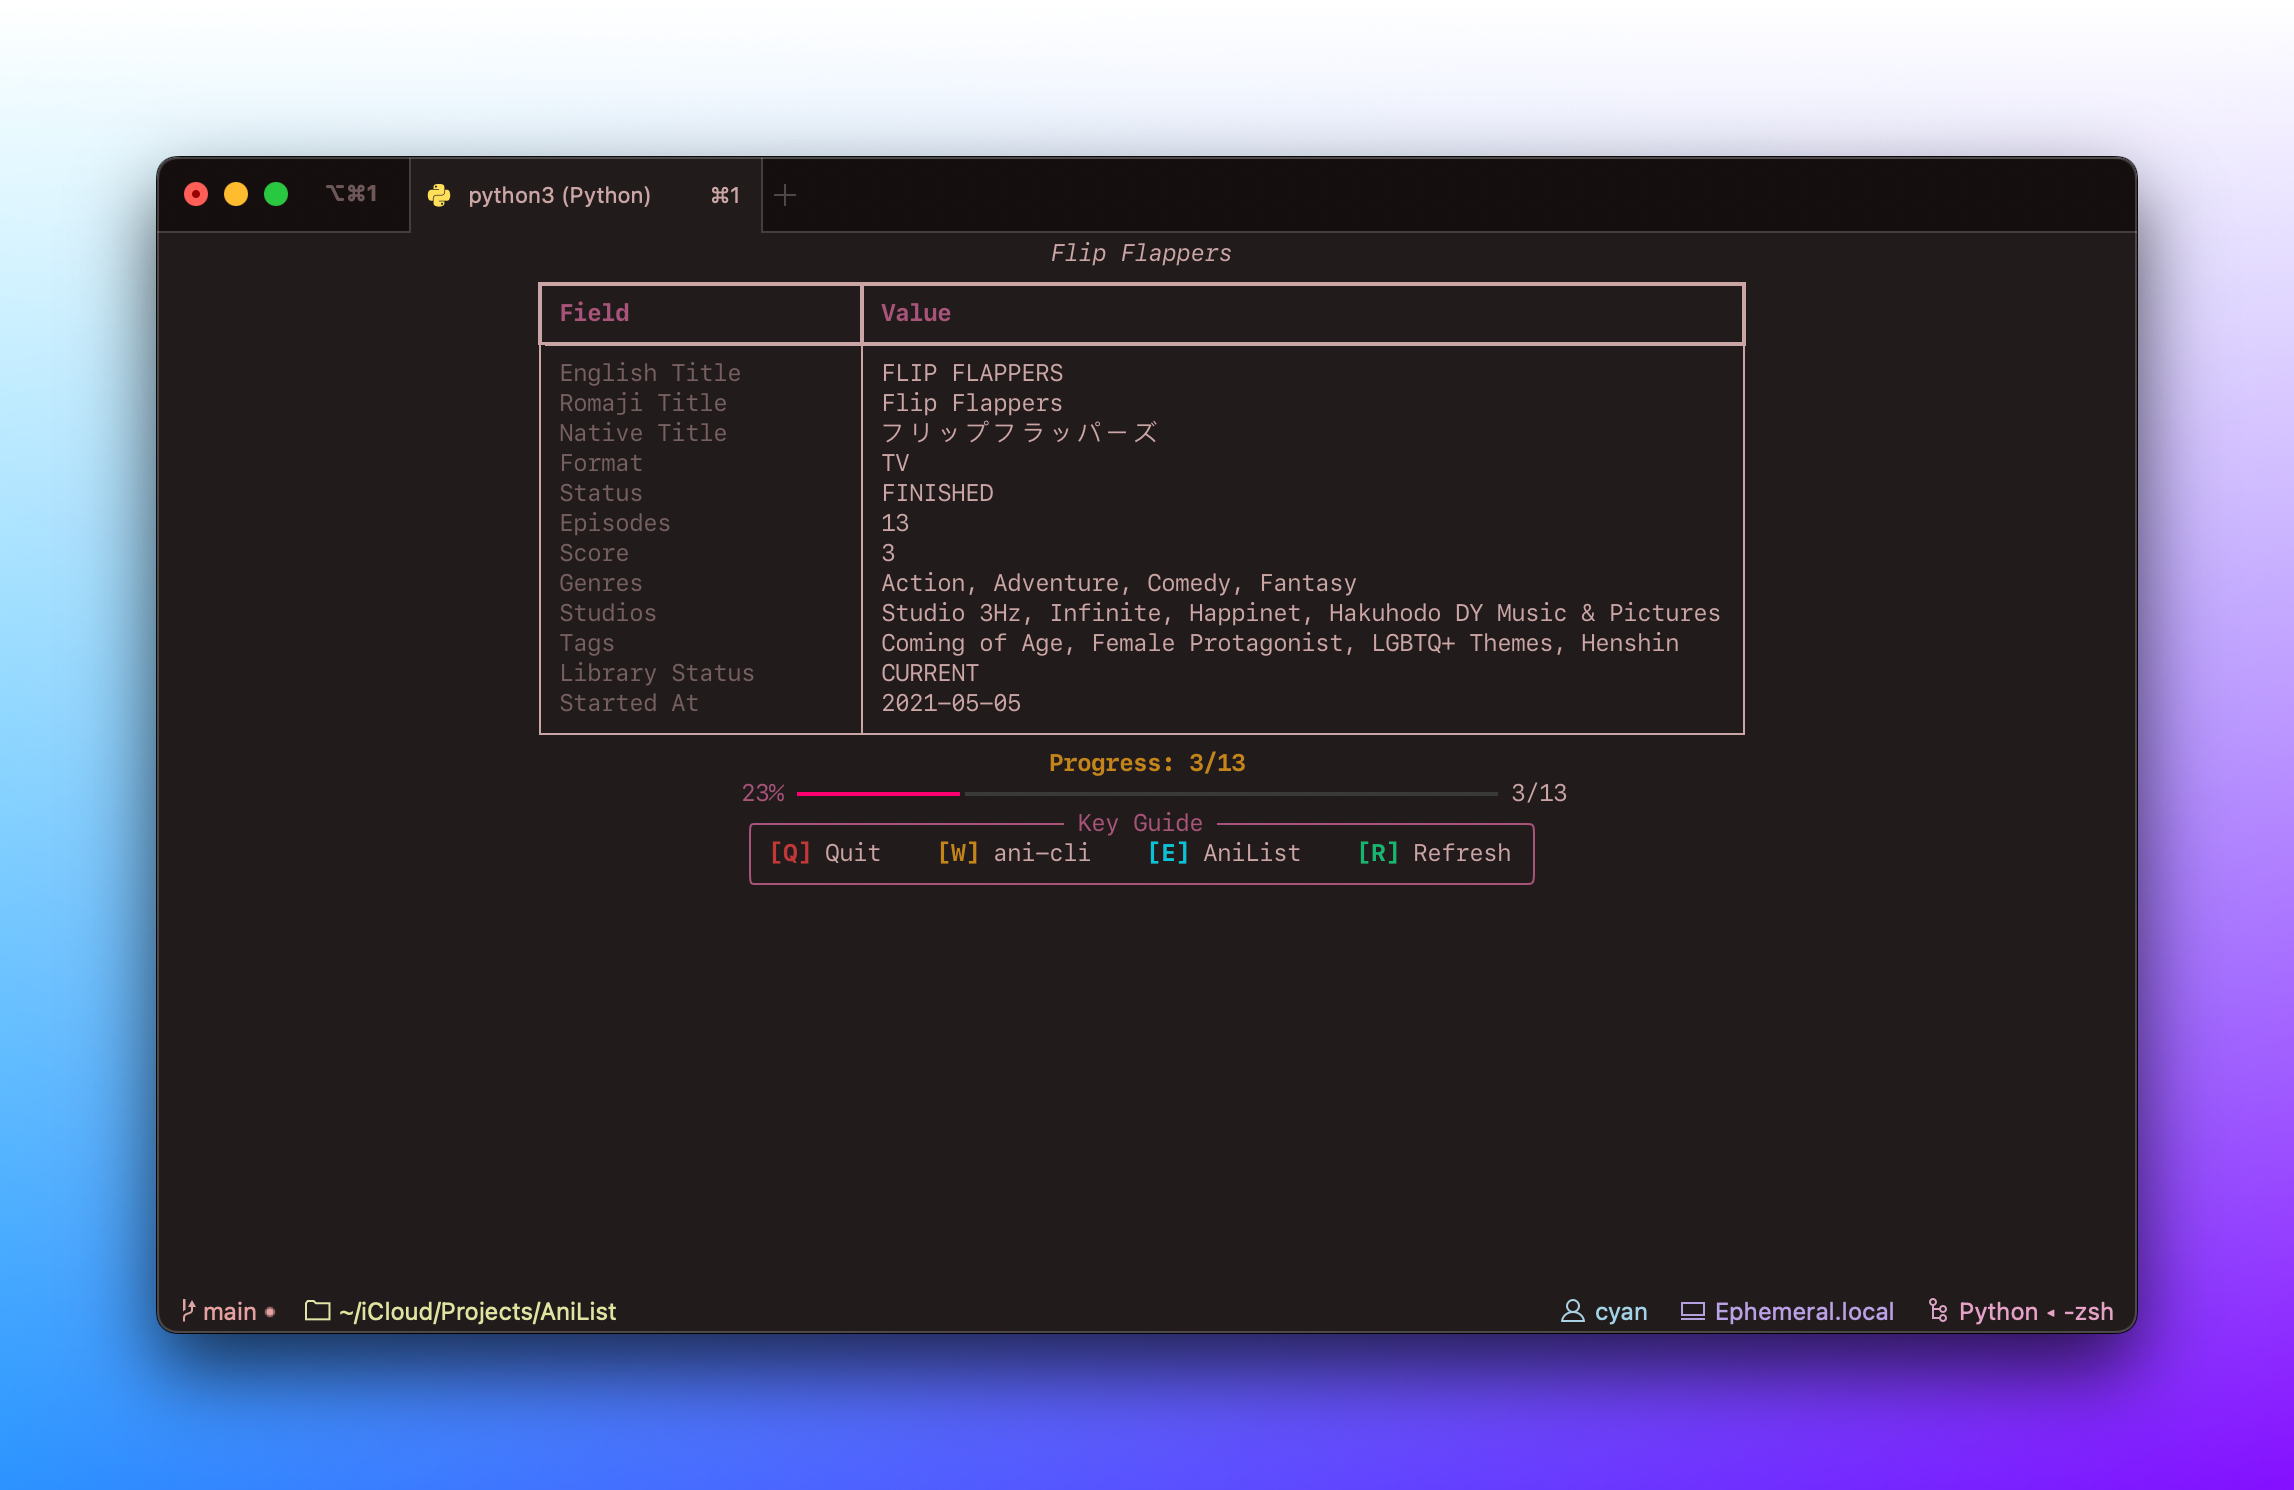 ⌥⌘1 python3 (Python) ⌘1
Flip Flappers
Field Value
English Title FLIP FLAPPERS
Romaji Title Flip Flappers
Native Title フリップフラッパーズ
Format TV
Status FINISHED
Episodes 13
Score 3
Genres Action, Adventure, Comedy, Fantasy
Studios Studio 3Hz, Infinite, Happinet, Hakuhodo DY Music & Pictures
Tags Coming of Age, Female Protagonist, LGBTQ+ Themes, Henshin
Library Status CURRENT
Started At 2021-05-05
Progress: 3/13
23% 3/13
Key Guide
[Q] Quit [W] ani-cli [E] AniList [R] Refresh
main ~/iCloud/Projects/AniList cyan Ephemeral.local Python ◂ -zsh